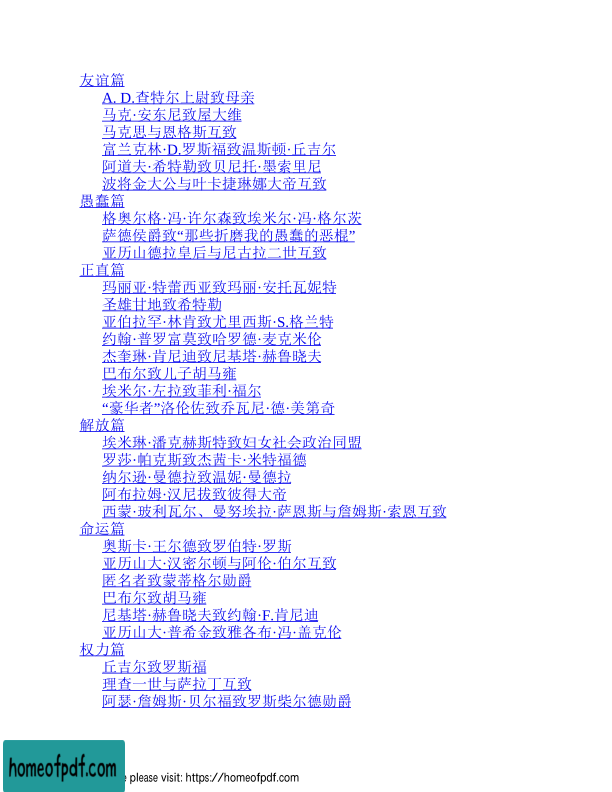 友谊篇
A. D.查特尔上尉致母亲
马克·安东尼致屋大维
马克思与恩格斯互致
富兰克林·D.罗斯福致温斯顿·丘吉尔
阿道夫·希特勒致贝尼托·墨索里尼
波将金大公与叶卡捷琳娜大帝互致
愚蠢篇
格奥尔格·冯·许尔森致埃米尔·冯·格尔茨
萨德侯爵致“那些折磨我的愚蠢的恶棍”
亚历山德拉皇后与尼古拉二世互致
正直篇
玛丽亚·特蕾西亚致玛丽·安托瓦妮特
圣雄甘地致希特勒
亚伯拉罕·林肯致尤里西斯·S.格兰特
约翰·普罗富莫致哈罗德·麦克米伦
杰奎琳·肯尼迪致尼基塔·赫鲁晓夫
巴布尔致儿子胡马雍
埃米尔·左拉致菲利·福尔
“豪华者”洛伦佐致乔瓦尼·德·美第奇
解放篇
埃米琳·潘克赫斯特致妇女社会政治同盟
罗莎·帕克斯致杰茜卡·米特福德
纳尔逊·曼德拉致温妮·曼德拉
阿布拉姆·汉尼拔致彼得大帝
西蒙·玻利瓦尔、曼努埃拉·萨恩斯与詹姆斯·索恩互致
命运篇
奥斯卡·王尔德致罗伯特·罗斯
亚历山大·汉密尔顿与阿伦·伯尔互致
匿名者致蒙蒂格尔勋爵
巴布尔致胡马雍
尼基塔·赫鲁晓夫致约翰·F.肯尼迪
亚历山大·普希金致雅各布·冯·盖克伦
权力篇
丘吉尔致罗斯福
理查一世与萨拉丁互致
阿瑟·詹姆斯·贝尔福致罗斯柴尔德勋爵
homeofpdf.com
please visit: https://homeofpdf.com